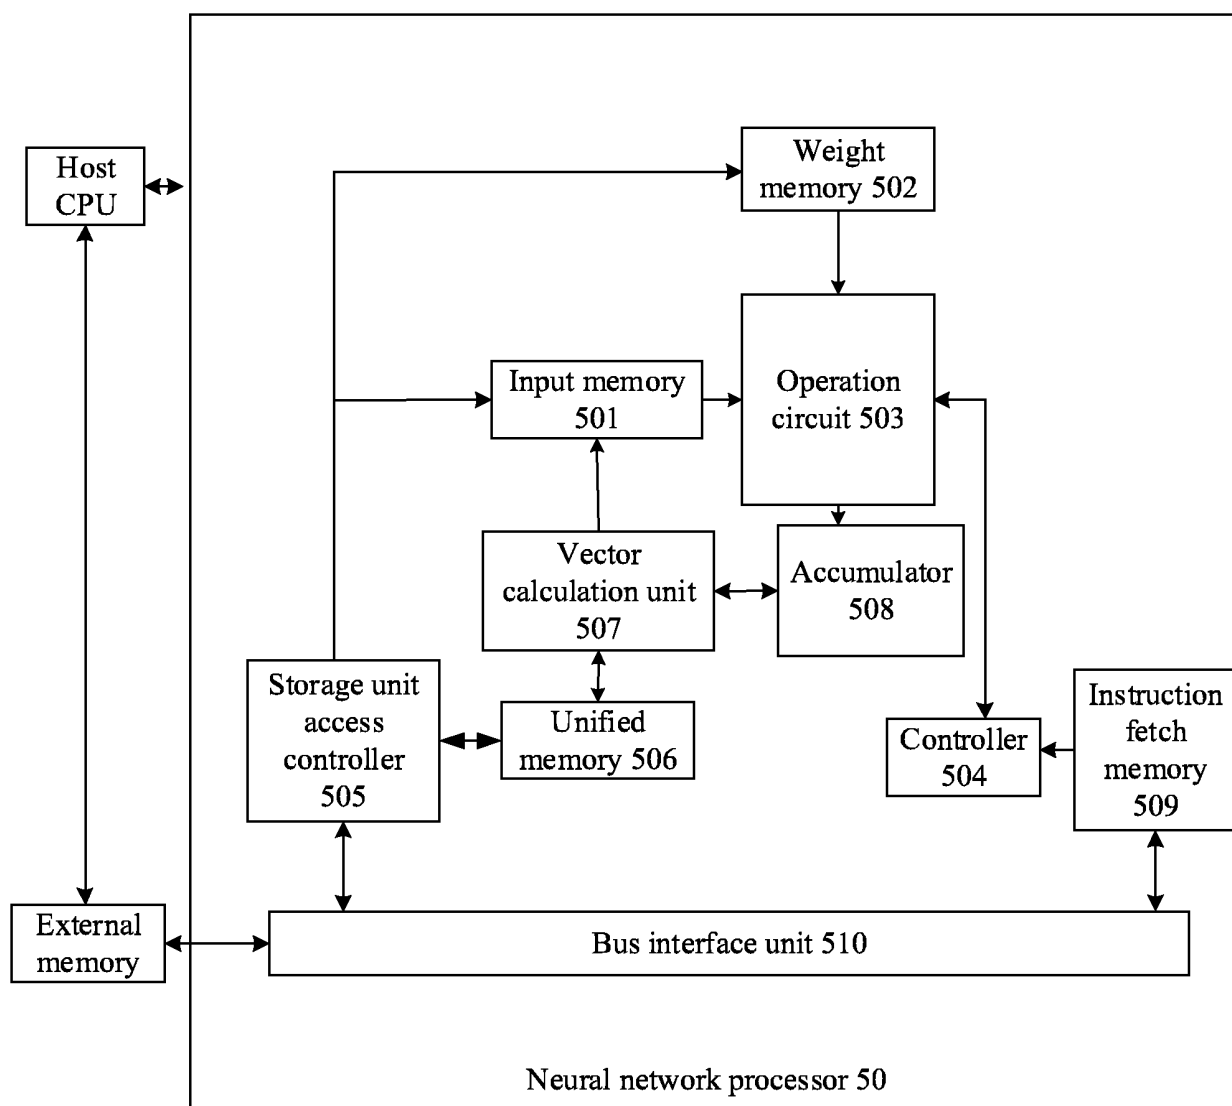 Weight
memory 502
Host
CPU
Input memory
501
Operation
circuit 503
Vector
calculation unit
507
Accumulator
508
Storage unit
access
controller
505
Unified
memory 506
Controller
504
Instruction
fetch
memory
509
External
memory
Bus interface unit 510
Neural network processor 50